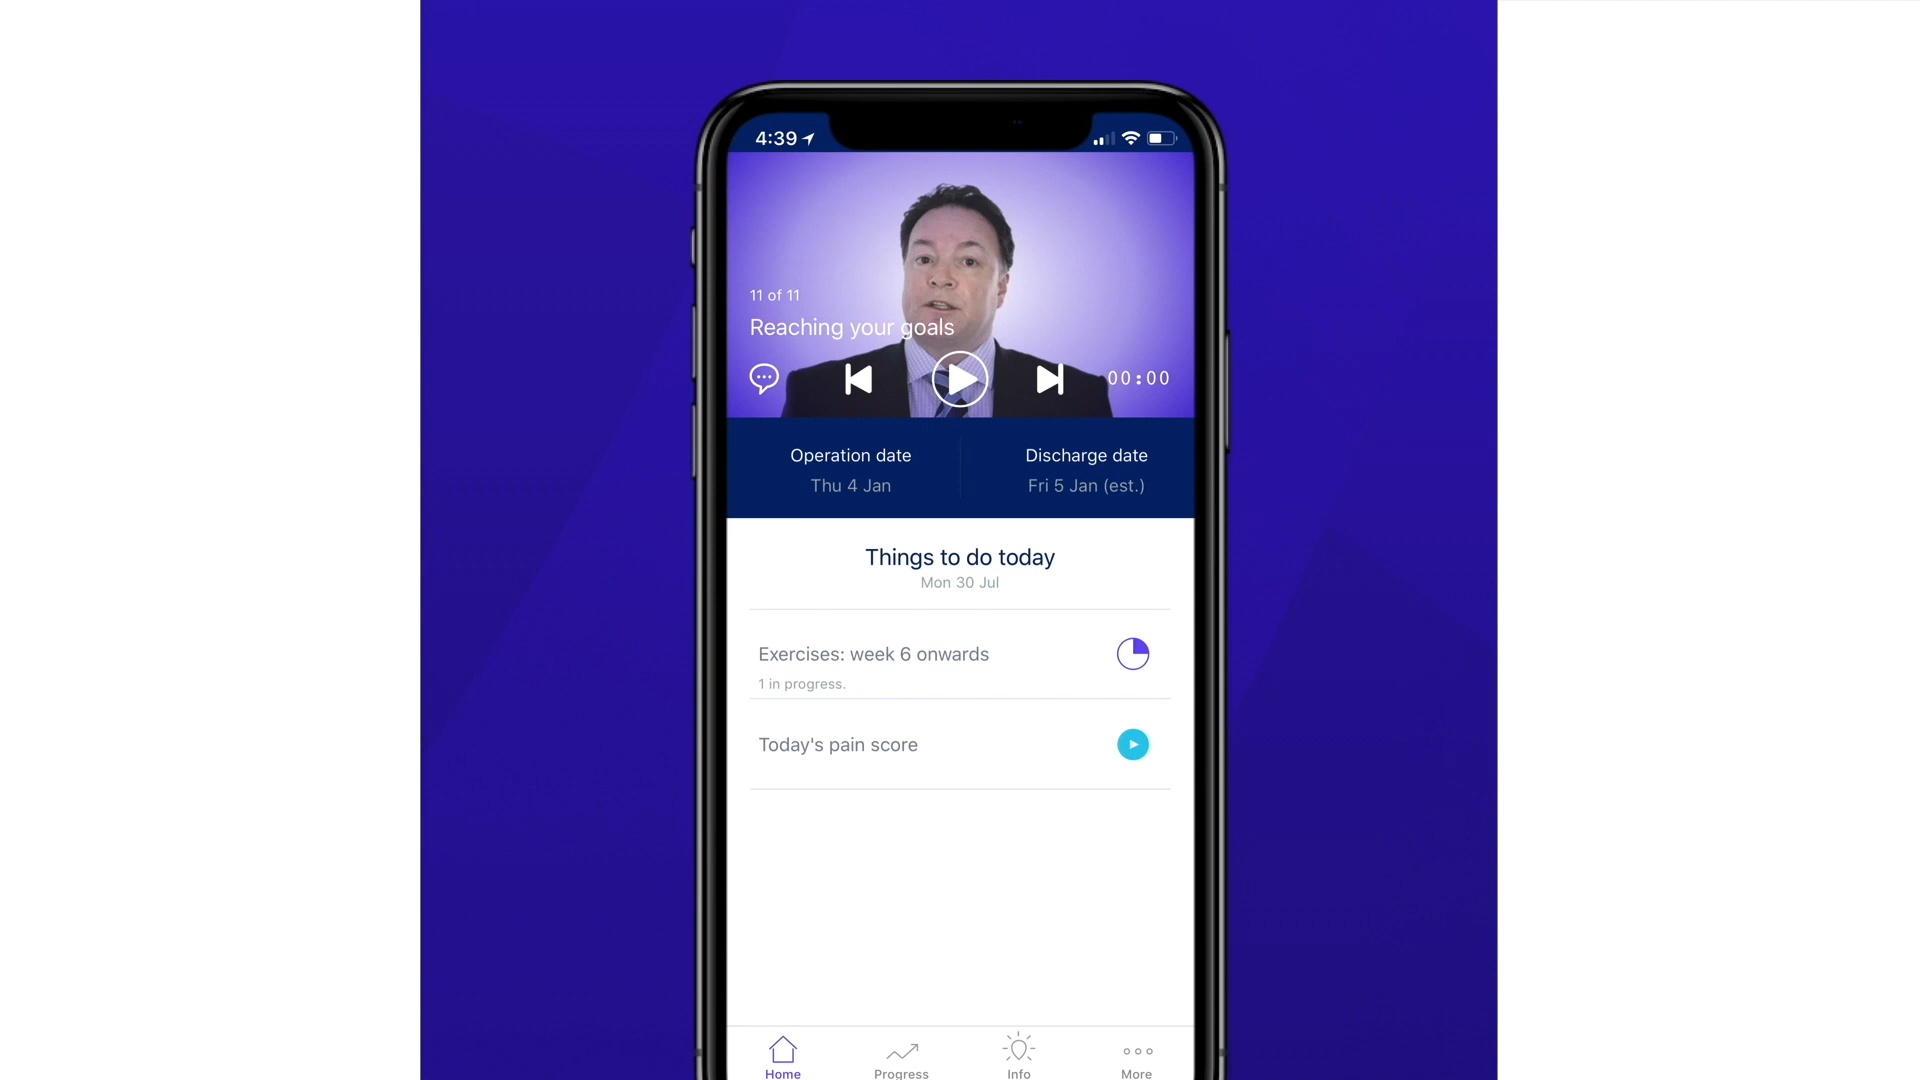 4:39
11 of 11
Reaching your goals
00:00
Operation date
Discharge date
Thu 4 Jan
Fri 5 Jan (est.)
Things to do today
Mon 30 Jul
Exercises: week 6 onwards
1 in progress.
Today's pain score
Home
Progress
Info
More